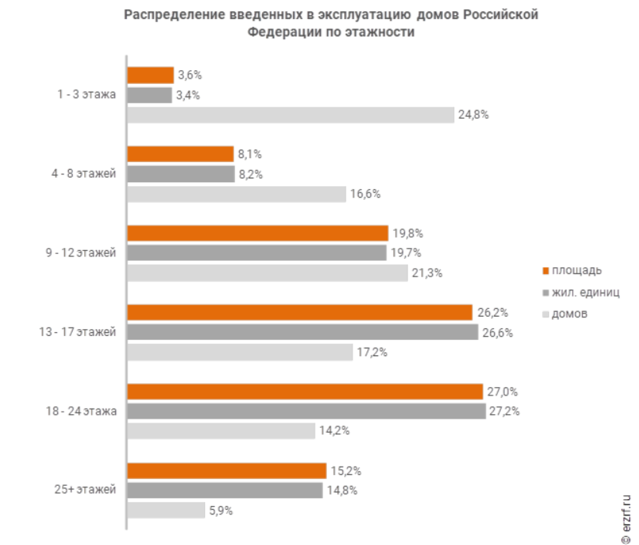 Распределение введенных в эксплуатацию домов Российской
Федерации по этажности
1 - 3 этажа
3,6%
3,4%
24,8%
4 - 8 этажей
8,1%
8,2%
16,6%
9 - 12 этажей
19,8%
19,7%
21,3%
13 - 17 этажей
26,2%
26,6%
17,2%
18 - 24 этажа
27,0%
27,2%
14,2%
25+ этажей
15,2%
14,8%
5,9%
площадь
жил. единиц
домов
© erzrf.ru